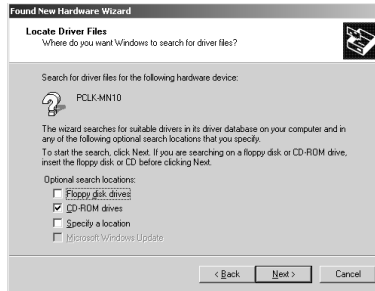 Found New Hardware Wizard
Locate Driver Files
Where do you want Windows to search for driver files?
Search for driver files for the following hardware device:
PCLK-MN10
The wizard searches for suitable drivers in its driver database on your computer and in
any of the following optional search locations that you specify.
To start the search, click Next. If you are searching on a floppy disk or CD-ROM drive,
insert the floppy disk or CD before clicking Next.
Optional search locations:
Floppy disk drives
CD-ROM drives
Specify a location
Microsoft Windows Update
< Back
Next >
Cancel